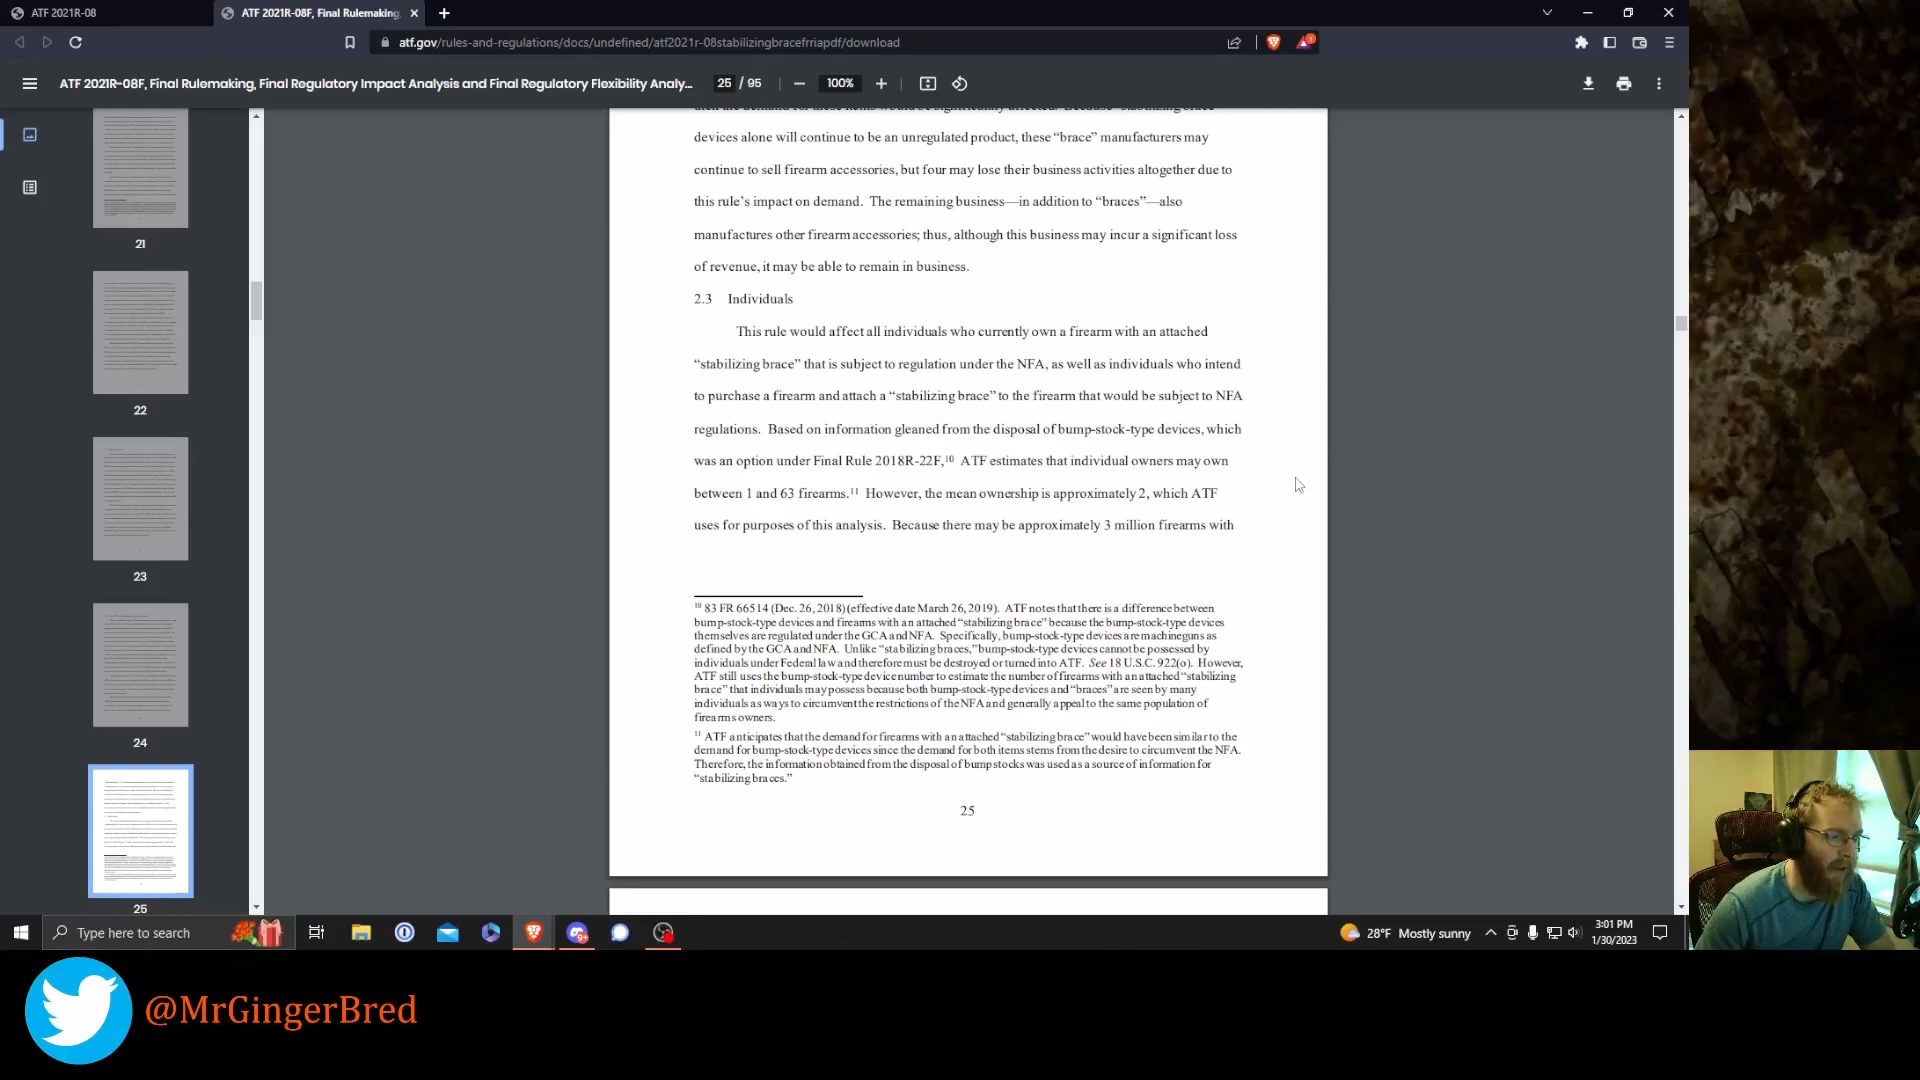 ATF 2021R-08
ATF 2021R-08F, Final Rulemaking,
atf.gov/rules-and-regulations/docs/undefined/atf2021r-08stabilizingbracefrriapdf/download
ATF 2021R-08F, Final Rulemaking, Final Regulatory Impact Analysis and Final Regulatory Flexibility Analy...
25 / 95
100%
21
22
23
24
25
then the demand for these items would be significantly affected. Because "stabilizing brace"
devices alone will continue to be an unregulated product, these “brace” manufacturers may
continue to sell firearm accessories, but four may lose their business activities altogether due to
this rule’s impact on demand. The remaining business—in addition to “braces”—also
manufactures other firearm accessories; thus, although this business may incur a significant loss
of revenue, it may be able to remain in business.
2.3 Individuals
This rule would affect all individuals who currently own a firearm with an attached
“stabilizing brace” that is subject to regulation under the NFA, as well as individuals who intend
to purchase a firearm and attach a “stabilizing brace” to the firearm that would be subject to NFA
regulations. Based on information gleaned from the disposal of bump-stock-type devices, which
was an option under Final Rule 2018R-22F,10 ATF estimates that individual owners may own
between 1 and 63 firearms.11 However, the mean ownership is approximately 2, which ATF
uses for purposes of this analysis. Because there may be approximately 3 million firearms with
10 83 FR 66514 (Dec. 26, 2018) (effective date March 26, 2019). ATF notes that there is a difference between
bump-stock-type devices and firearms with an attached “stabilizing brace” because the bump-stock-type devices
themselves are regulated under the GCA and NFA. Specifically, bump-stock-type devices are machineguns as
defined by the GCA and NFA. Unlike “stabilizing braces,” bump-stock-type devices cannot be possessed by
individuals under Federal law and therefore must be destroyed or turned into ATF. See 18 U.S.C. 922(o). However,
ATF still uses the bump-stock-type device number to estimate the number of firearms with an attached “stabilizing
brace” that individuals may possess because both bump-stock-type devices and “braces” are seen by many
individuals as ways to circumvent the restrictions of the NFA and generally appeal to the same population of
firearms owners.
11 ATF anticipates that the demand for firearms with an attached “stabilizing brace” would have been similar to the
demand for bump-stock-type devices since the demand for both items stems from the desire to circumvent the NFA.
Therefore, the information obtained from the disposal of bump stocks was used as a source of information for
“stabilizing braces.”
25
Type here to search
28°F Mostly sunny
3:01 PM
1/30/2023
@MrGingerBred